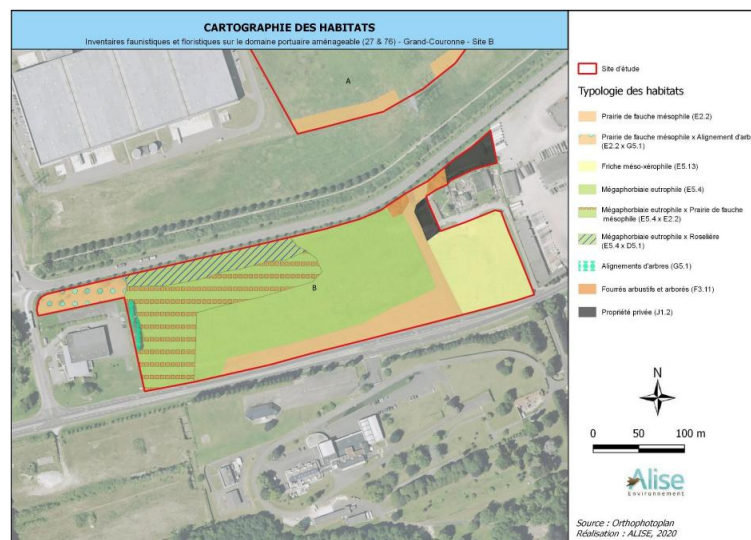 CARTOGRAPHIE DES HABITATS
Inventaires faunistiques et floristiques sur le domaine portuaire aménageable (27 & 76) - Grand-Couronne - Site B
A
B
Site d'étude
Typologie des habitats
Prairie de fauche mésophile (E2.2)
Prairie de fauche mésophile x Alignement d'arb
(E2.2 x G5.1)
Friche méso-xérophile (E5.13)
Mégaphorbiaie eutrophile (E5.4)
Mégaphorbiaie eutrophile x Prairie de fauche
mésophile (E5.4 x E2.2)
Mégaphorbiaie eutrophile x Roselière
(E5.4 x D5.1)
Alignements d'arbres (G5.1)
Fourrés arbustifs et arborés (F3.11)
Propriété privée (J1.2)
N
0 50 100 m
Alise
Environnement
Source : Orthophotoplan
Réalisation : ALISE, 2020